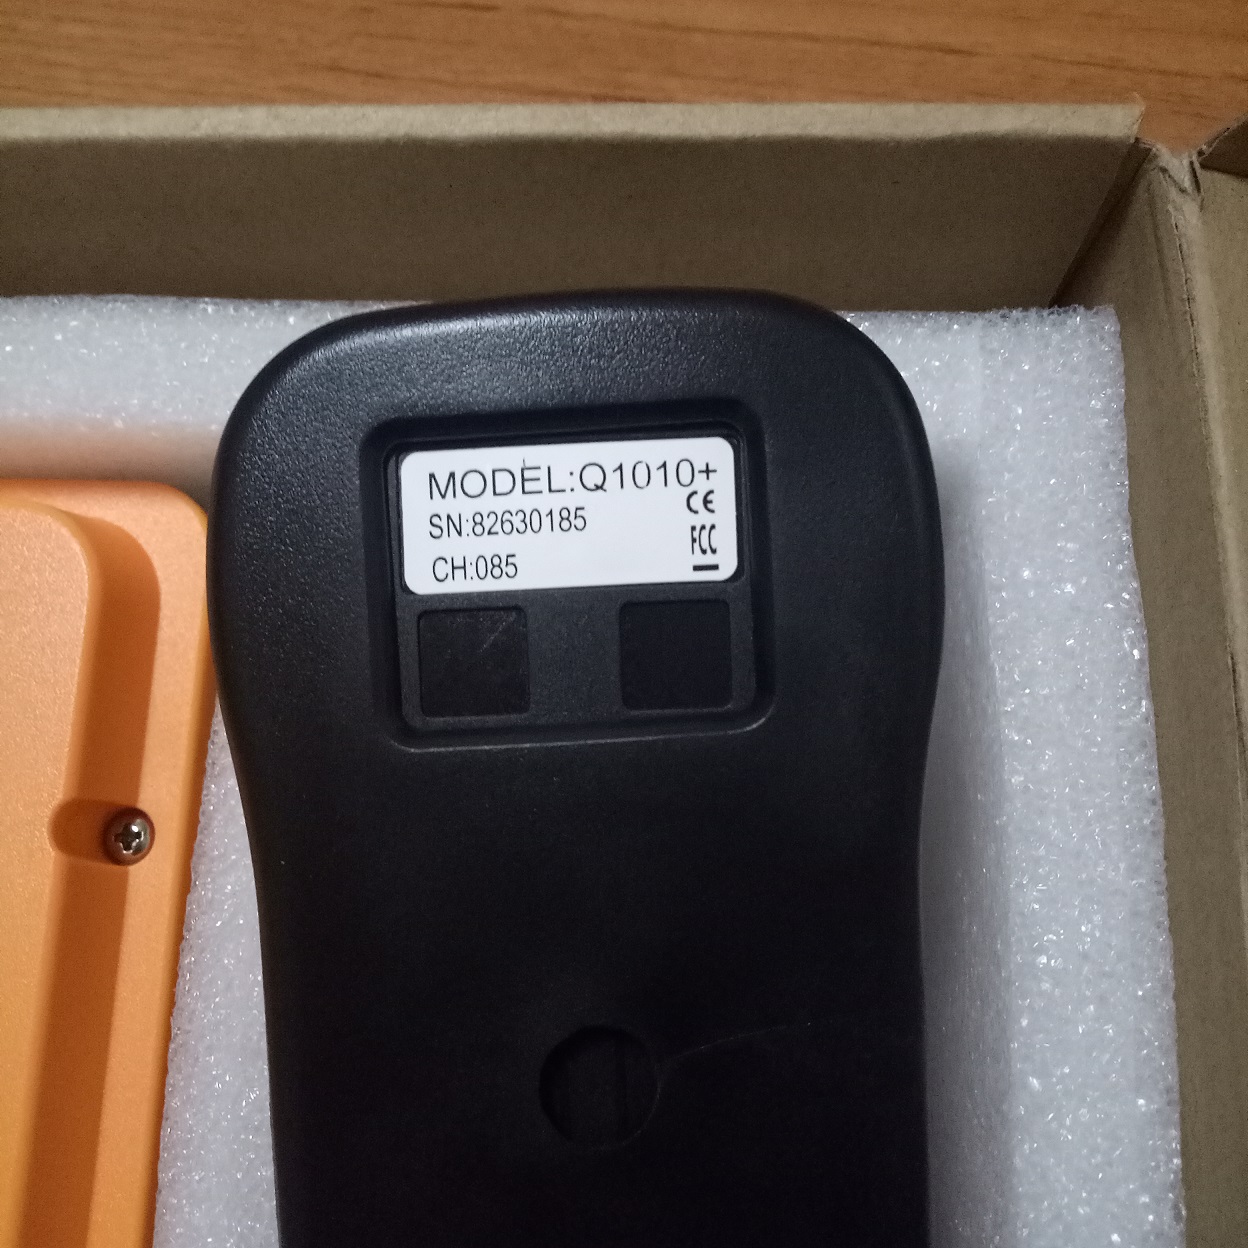 MODEL:Q1010+
CE
SN:82630185
FCC
CH:085